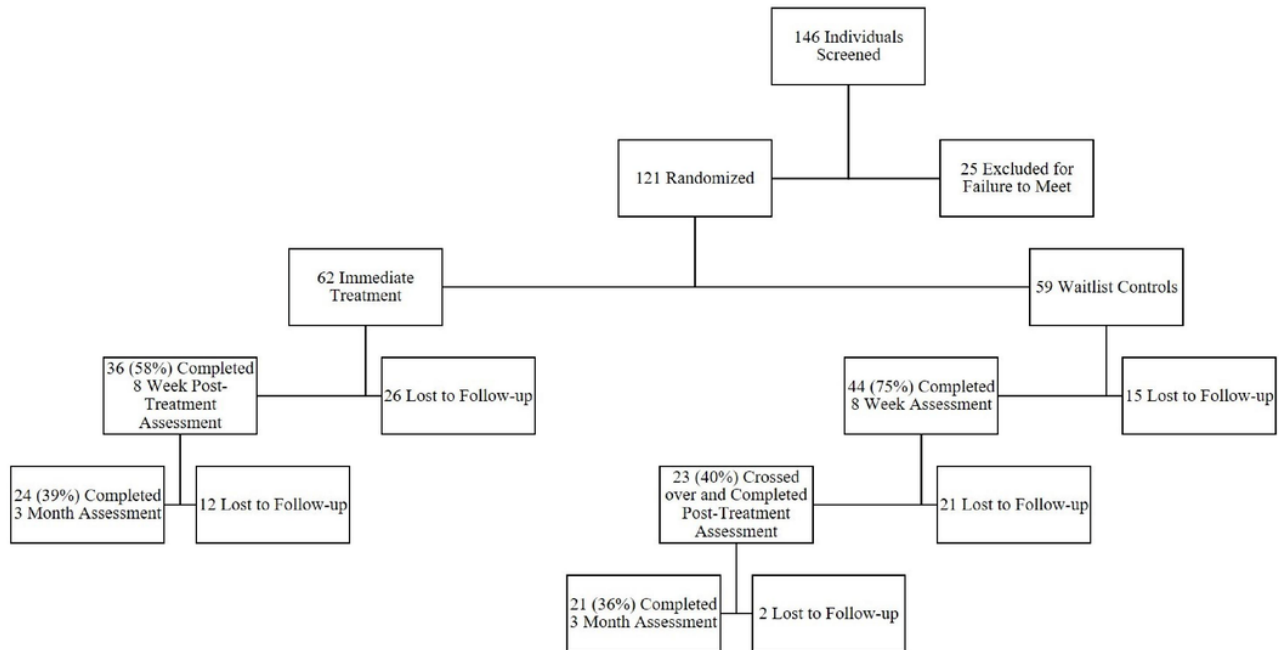 146 Individuals
Screened
121 Randomized
25 Excluded for
Failure to Meet
62 Immediate
Treatment
59 Waitlist Controls
36 (58%) Completed
8 Week Post-
Treatment
Assessment
26 Lost to Follow-up
44 (75%) Completed
8 Week Assessment
15 Lost to Follow-up
24 (39%) Completed
3 Month Assessment
12 Lost to Follow-up
23 (40%) Crossed
over and Completed
Post-Treatment
Assessment
21 Lost to Follow-up
21 (36%) Completed
3 Month Assessment
2 Lost to Follow-up